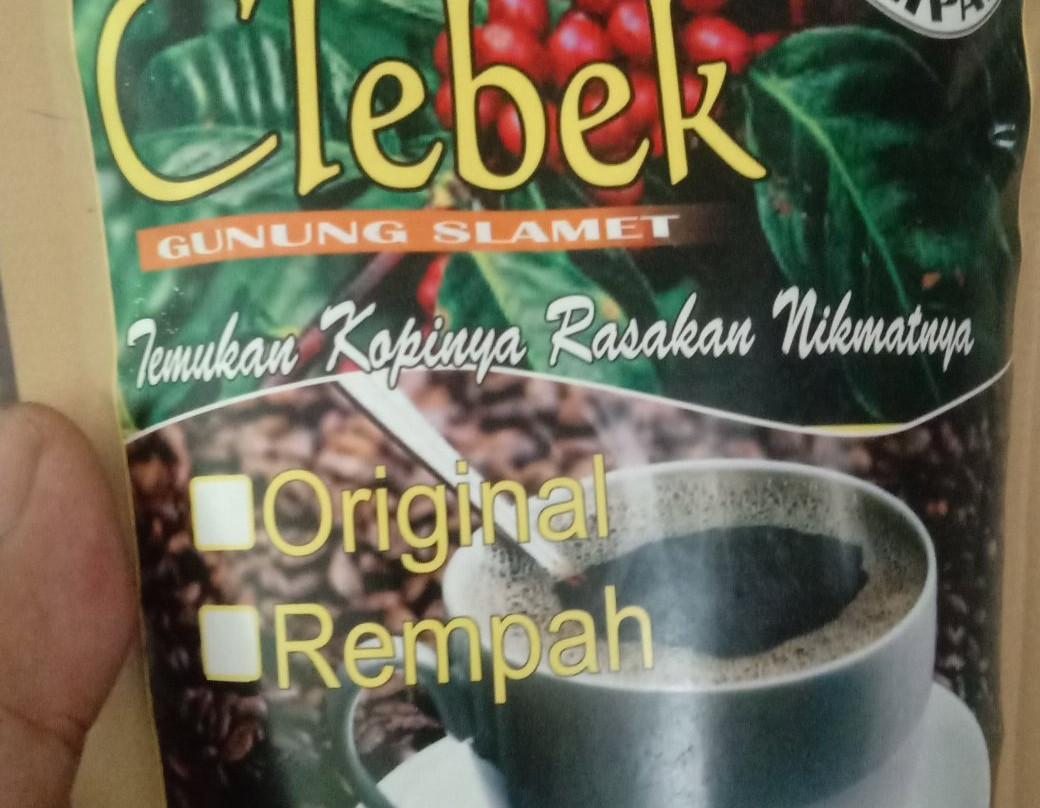 Clebek
GUNUNG SLAMET
Temukan Kopinya Rasakan Nikmatnya
Original
Rempah